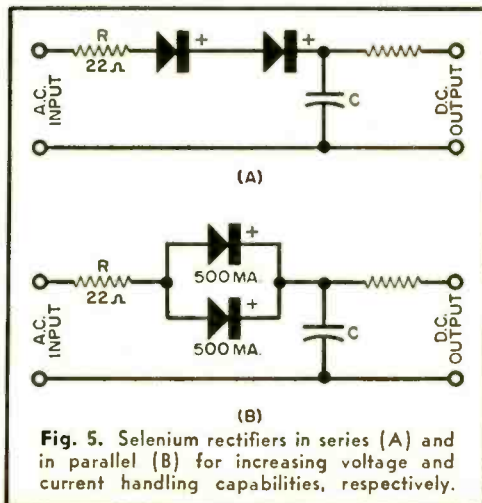 R
22Ω
+
+
A.C. INPUT
C
D.C. OUTPUT
(A)
R
22Ω
+
500 MA.
+
500 MA.
A.C. INPUT
C
D.C. OUTPUT
(B)
Fig. 5. Selenium rectifiers in series (A) and
in parallel (B) for increasing voltage and
current handling capabilities, respectively.